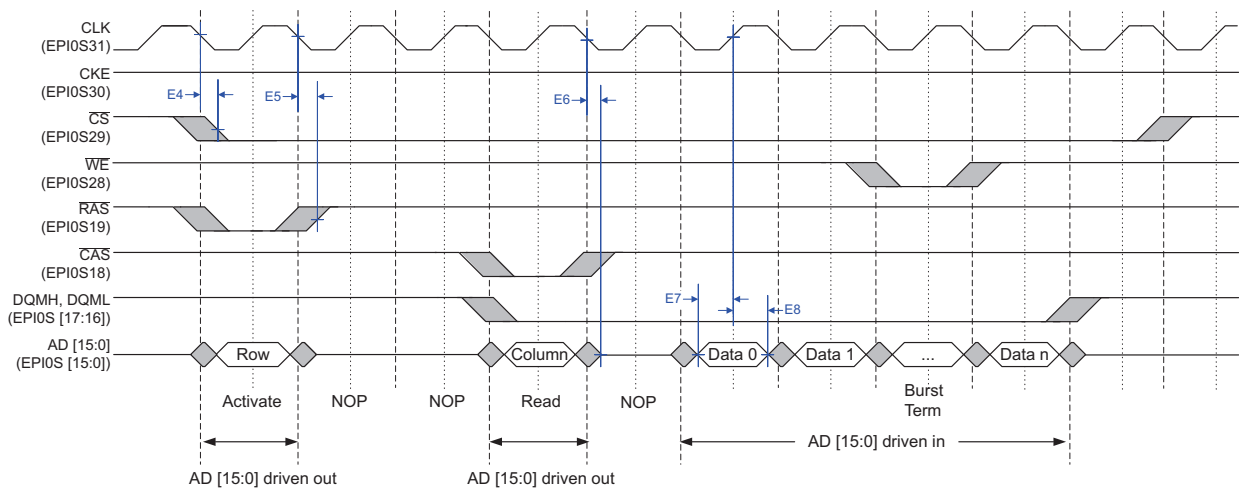 CLK
(EPI0S31)
CKE
(EPI0S30)
E4
E5
E6
CS
(EPI0S29)
WE
(EPI0S28)
RAS
(EPI0S19)
CAS
(EPI0S18)
DQMH, DQML
(EPI0S [17:16])
E7
E8
AD [15:0]
(EPI0S [15:0])
Row
Column
Data 0
Data 1
...
Data n
Activate
NOP
NOP
Read
NOP
Burst
Term
AD [15:0] driven in
AD [15:0] driven out
AD [15:0] driven out